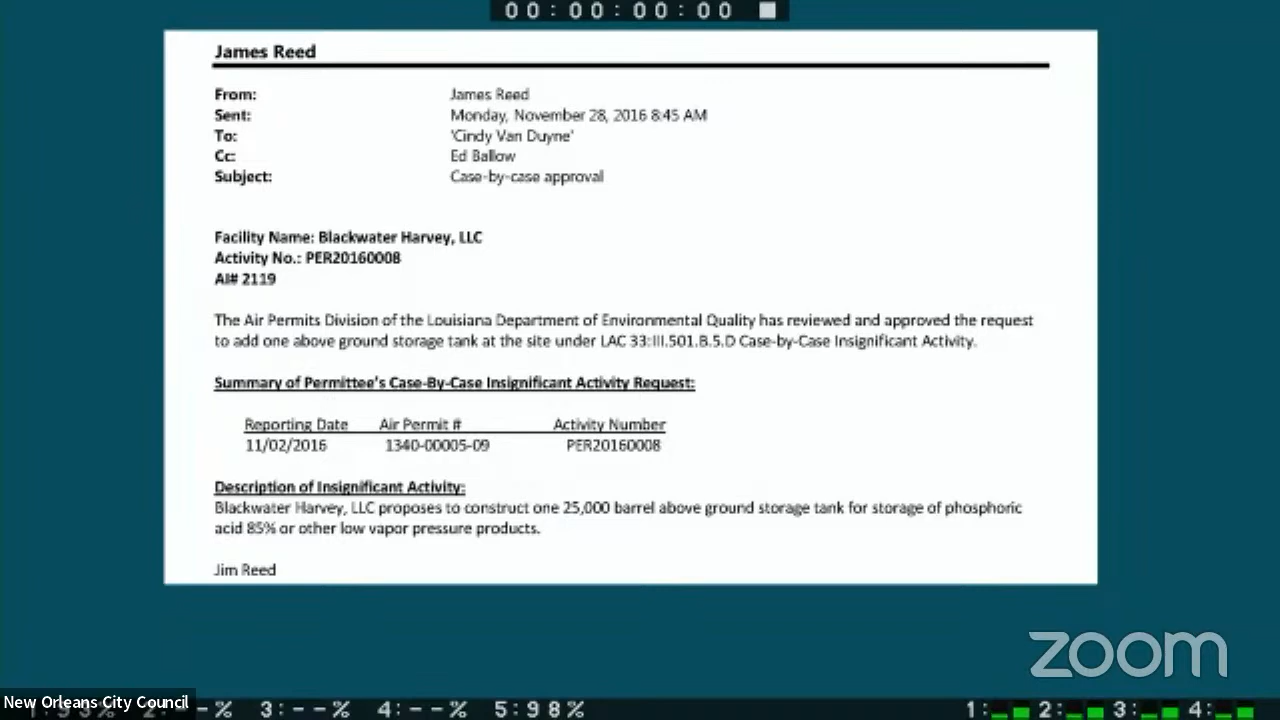 00:00:00:00
James Reed
From: James Reed
Sent: Monday, November 28, 2016 8:45 AM
To: 'Cindy Van Duyne'
Cc: Ed Ballow
Subject: Case-by-case approval
Facility Name: Blackwater Harvey, LLC
Activity No.: PER20160008
AI# 2119
The Air Permits Division of the Louisiana Department of Environmental Quality has reviewed and approved the request
to add one above ground storage tank at the site under LAC 33:III.501.B.5.D Case-by-Case Insignificant Activity.
Summary of Permittee's Case-By-Case Insignificant Activity Request:
Reporting Date Air Permit # Activity Number
11/02/2016 1340-00005-09 PER20160008
Description of Insignificant Activity:
Blackwater Harvey, LLC proposes to construct one 25,000 barrel above ground storage tank for storage of phosphoric
acid 85% or other low vapor pressure products.
Jim Reed
zoom
New Orleans City Council
-% 3:--% 4:--% 5:98% 1: 2: 3: 4: